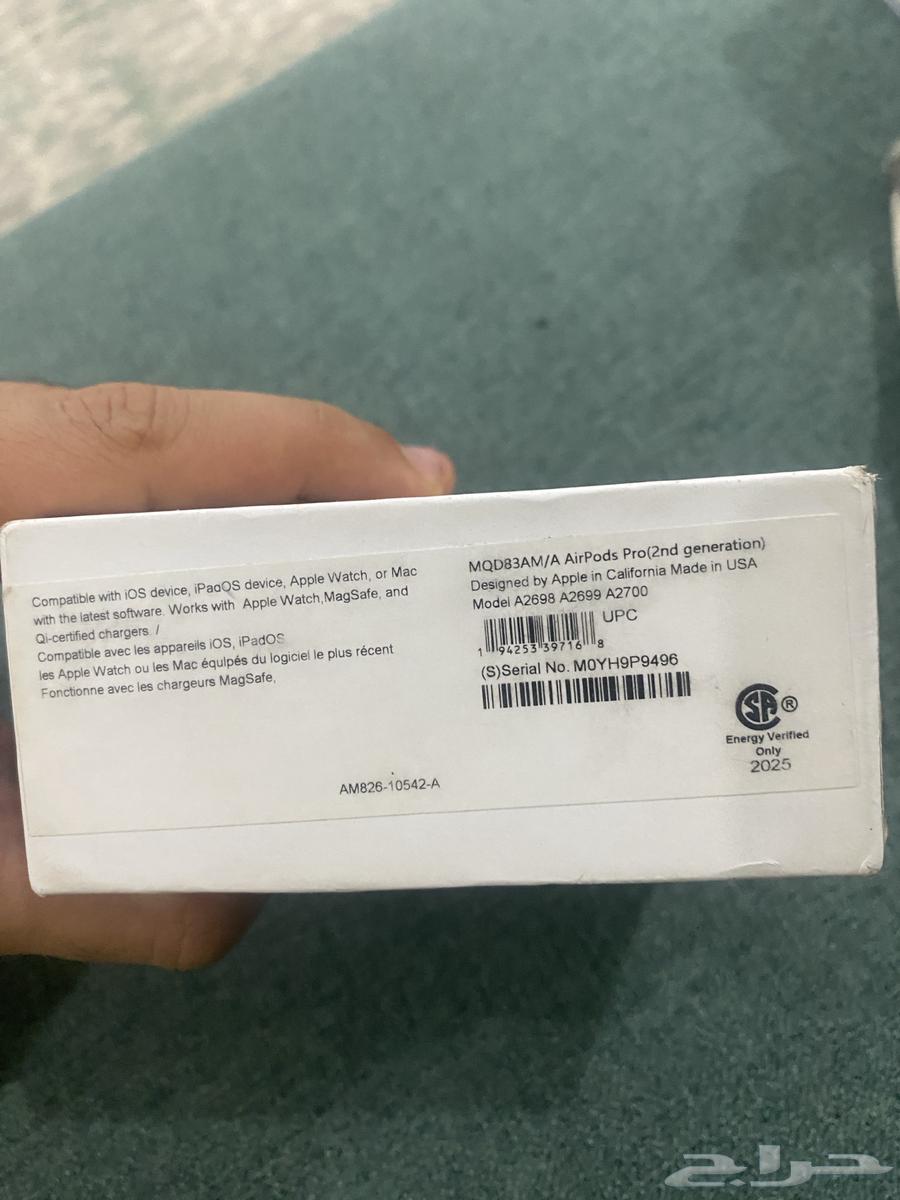 Compatible with iOS device, iPadOS device, Apple Watch, or Mac
with the latest software. Works with Apple Watch,MagSafe, and
Qi-certified chargers. /
Compatible avec les appareils iOS, iPadOS
les Apple Watch ou les Mac équlpés du logiciel le plus récent
Fonctionne avec les chargeurs MagSafe,
AM826-10542-A
MQD83AM/A AirPods Pro(2nd generation)
Designed by Apple in California Made in USA
Model A2698 A2699 A2700
UPC
1 94253 39716 8
(S)Serial No. M0YH9P9496
SA ®
Energy Verified
Only
2025
حراج